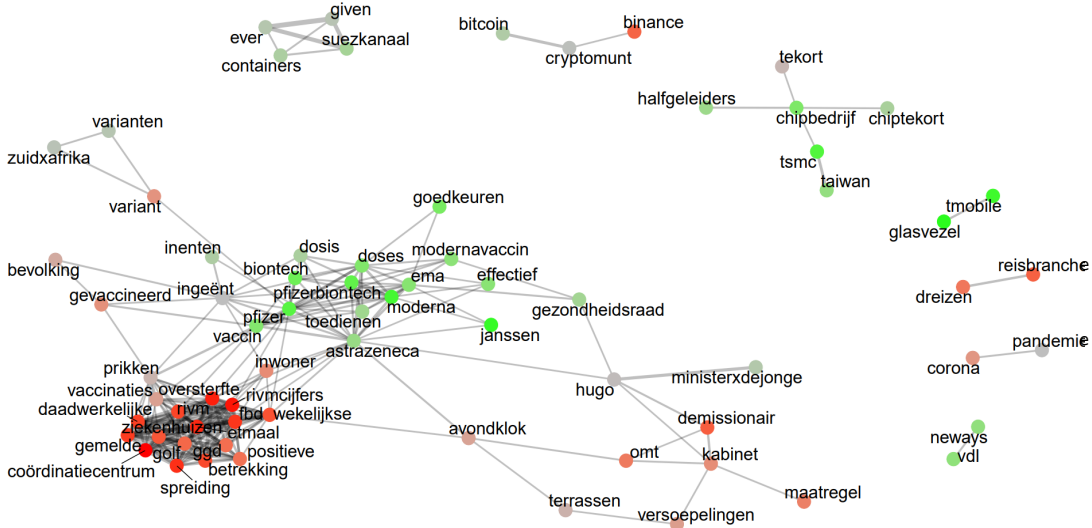 given
ever
suezkanaal
containers
bitcoin
binance
cryptomunt
tekort
halfgeleiders
chipbedrijf
chiptekort
tsmc
taiwan
varianten
zuidxafrika
variant
goedkeuren
tmobile
glasvezel
inenten
dosis
doses
modernavaccin
bevolking
biontech
ema
effectief
reisbranche
gevaccineerd
ingeënt
pfizerbiontech
moderna
gezondheidsraad
dreizen
pfizer
toedienen
vaccin
janssen
astrazeneca
pandemie
prikken
inwoner
corona
vaccinaties
oversterfte
rivmcijfers
hugo
ministerxdejonge
daadwerkelijke
rivm
fbd
wekelijkse
demissionair
gemelde
ziekenhuizen
etmaal
avondklok
neways
golf
ggd
positieve
omt
kabinet
vdl
coördinatiecentrum
betrekking
spreiding
terrassen
maatregel
versoepelingen